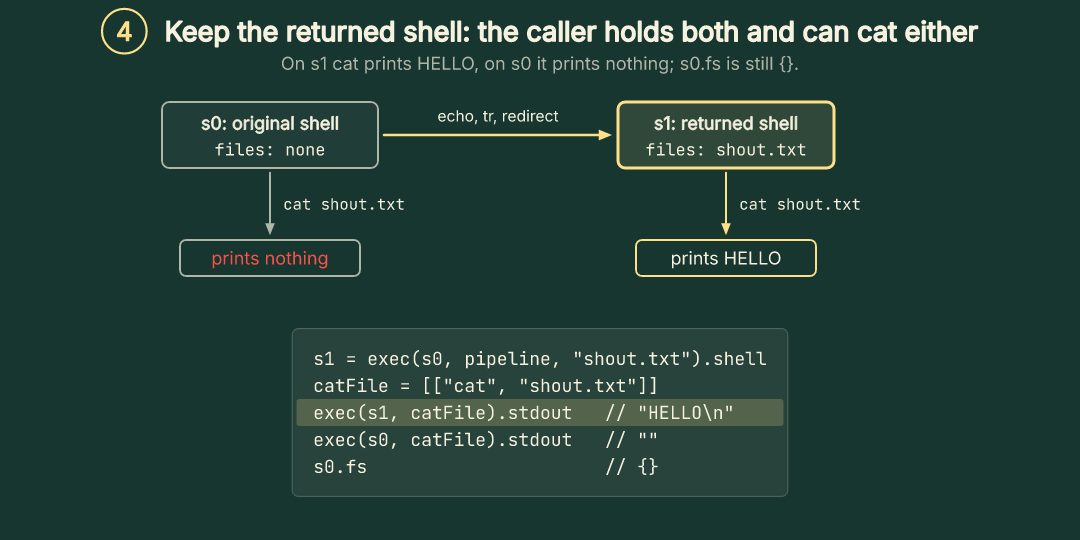 4 Keep the returned shell: the caller holds both and can cat either
On s1 cat prints HELLO, on s0 it prints nothing; s0.fs is still {}.
s0: original shell
files: none
echo, tr, redirect
s1: returned shell
files: shout.txt
cat shout.txt
cat shout.txt
prints nothing
prints HELLO
s1 = exec(s0, pipeline, "shout.txt").shell
catFile = [["cat", "shout.txt"]]
exec(s1, catFile).stdout   // "HELLO\n"
exec(s0, catFile).stdout   // ""
s0.fs                      // {}